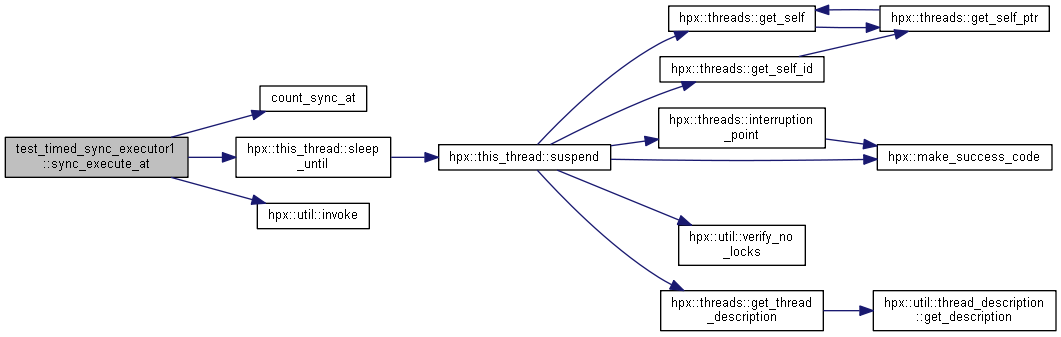 test_timed_sync_executor1
::sync_execute_at
count_sync_at
hpx::this_thread::sleep
_until
hpx::util::invoke
hpx::this_thread::suspend
hpx::threads::get_self
hpx::threads::get_self_ptr
hpx::threads::get_self_id
hpx::threads::interruption
_point
hpx::make_success_code
hpx::util::verify_no
_locks
hpx::threads::get_thread
_description
hpx::util::thread_description
::get_description